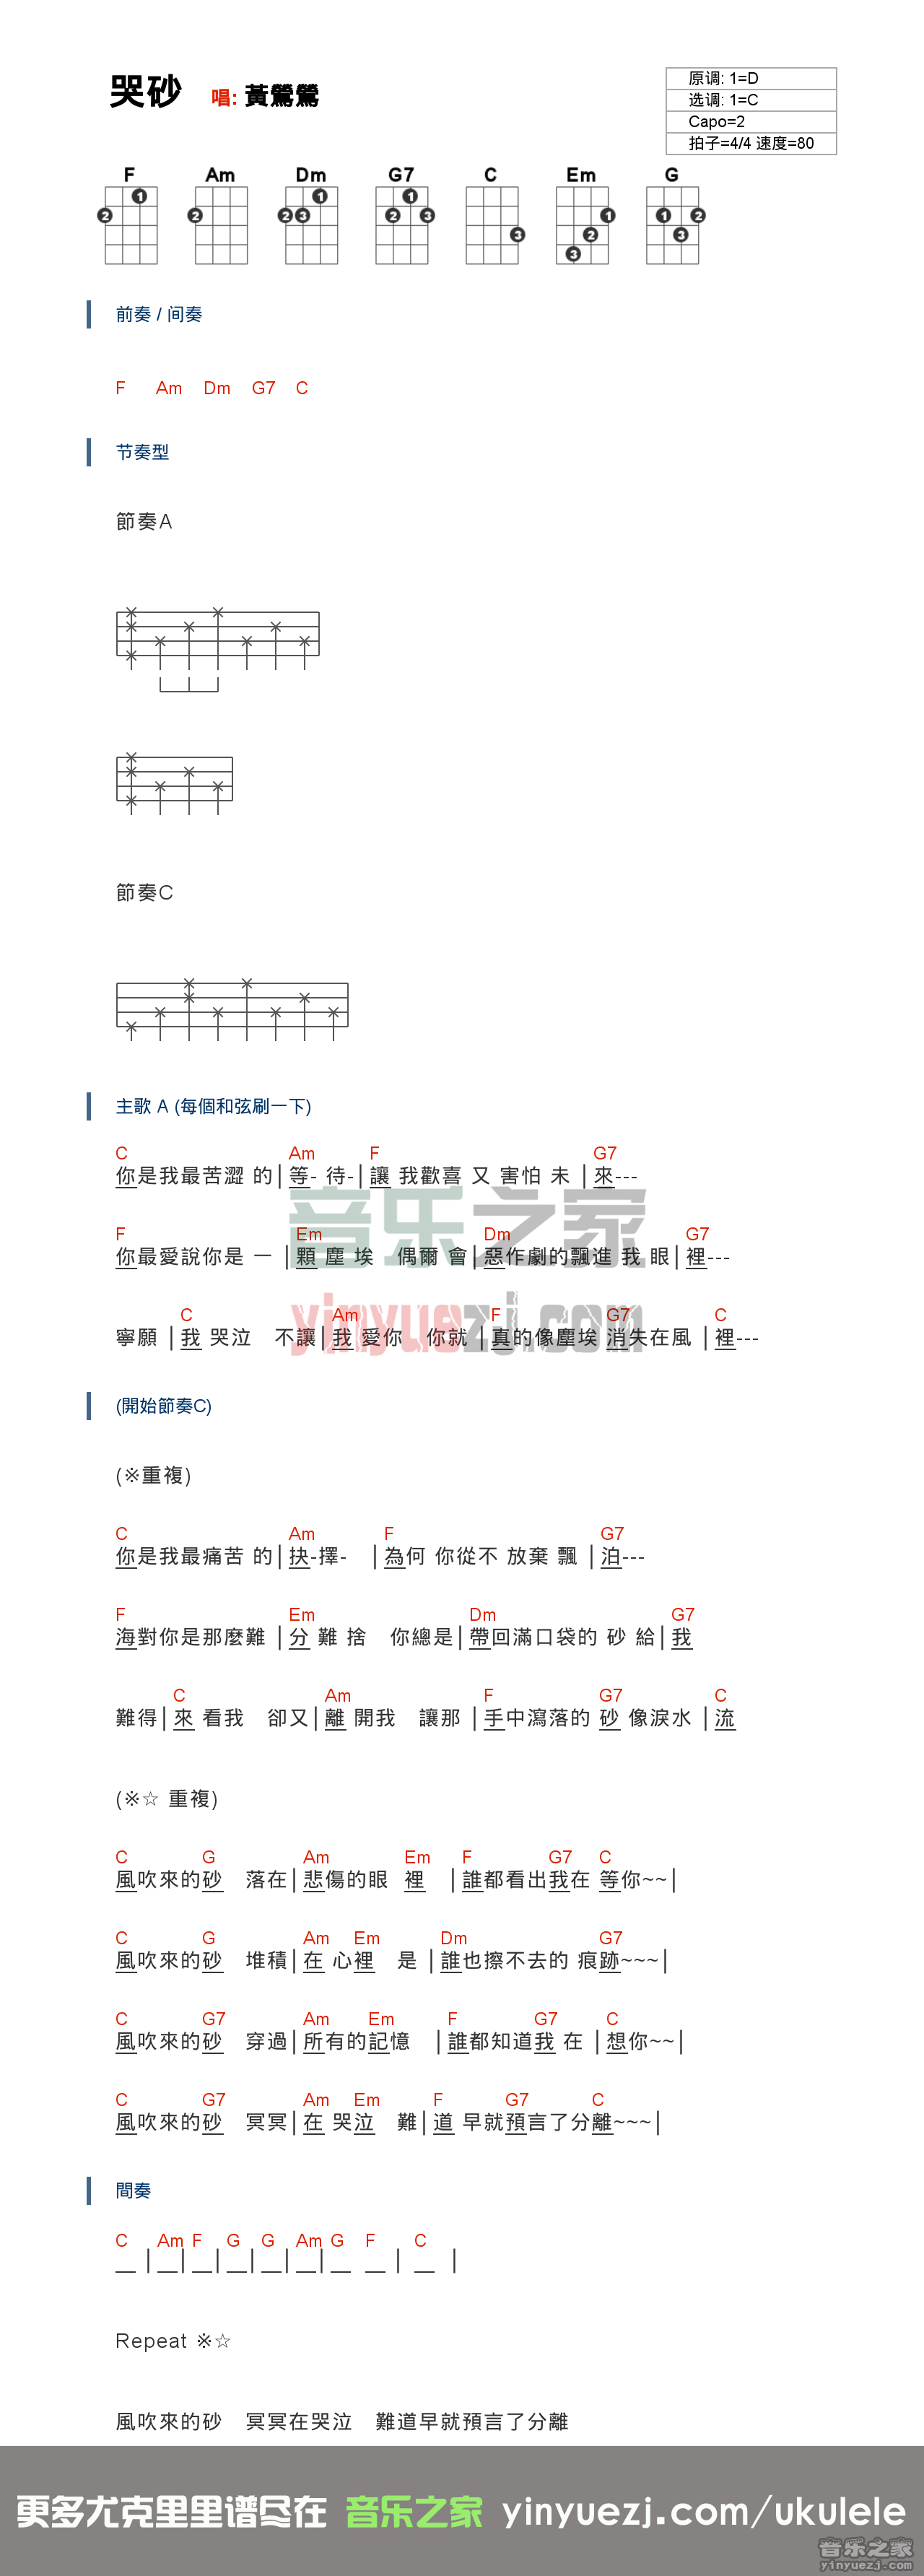 哭砂 唱: 黃鶯鶯
原调: 1=D
选调: 1=C
Capo=2
拍子=4/4 速度=80
F Am Dm G7 C Em G
2 1 2 2 3 1 2 1 3 3 3 2 1 1 3 2
前奏 / 间奏
F Am Dm G7 C
节奏型
節奏A
節奏C
主歌 A (每個和弦刷一下)
C Am F G7
你是我最苦澀 的|等- 待-|讓 我歡喜 又 害怕 未 |來---
音乐之家
F Em Dm G7
你最愛說你是 一 |顆 塵 埃 偶爾 會|惡作劇的飄進 我 眼|裡---
yinyuezj.com
C Am F G7 C
寧願 |我 哭泣 不讓|我 愛你 你就 |真的像塵埃 消失在風 |裡---
(開始節奏C)
(※重複)
C Am F G7
你是我最痛苦 的|抉-擇- |為何 你從不 放棄 飄 |泊---
F Em Dm G7
海對你是那麼難 |分 難 捨 你總是|帶回滿口袋的 砂 給|我
C Am F G7 C
難得|來 看我 卻又|離 開我 讓那 |手中瀉落的 砂 像淚水 |流
(※☆ 重複)
C G Am Em F G7 C
風吹來的砂 落在|悲傷的眼 裡 |誰都看出我在 等你~~|
C G Am Em Dm G7
風吹來的砂 堆積|在 心裡 是 |誰也擦不去的 痕跡~~~|
C G7 Am Em F G7 C
風吹來的砂 穿過|所有的記憶 |誰都知道我 在 |想你~~|
C G7 Am Em F G7 C
風吹來的砂 冥冥|在 哭泣 難|道 早就預言了分離~~~|
間奏
C Am F G G Am G F C
__ |__|__|__|__|__|__ __ | __ |
Repeat ※☆
風吹來的砂 冥冥在哭泣 難道早就預言了分離
更多尤克里里谱尽在 音乐之家 yinyuezj.com/ukulele
音乐之家
yinyuezj.com